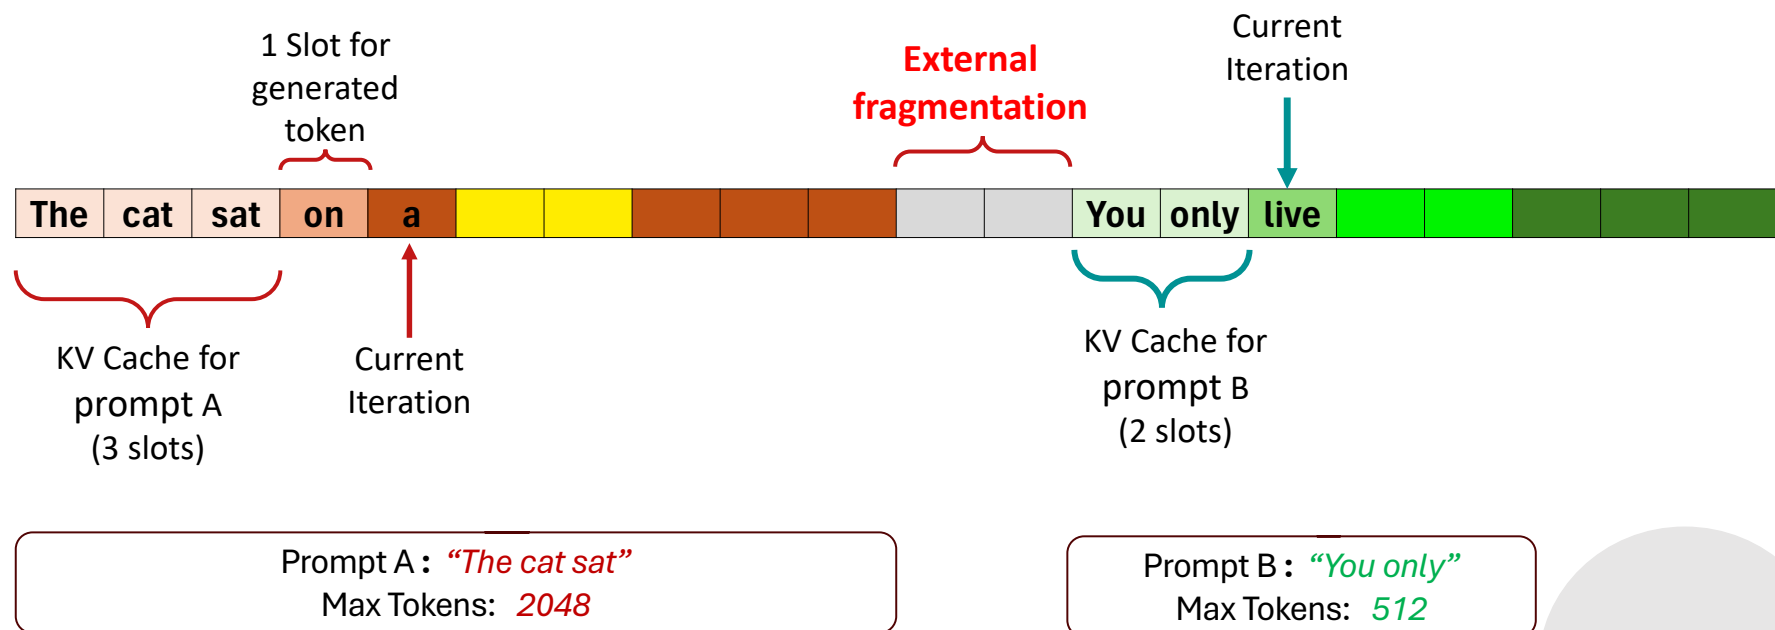 1 Slot for
generated
token
External
fragmentation
Current
Iteration
The cat sat on a You only live
KV Cache for
prompt A
(3 slots)
Current
Iteration
KV Cache for
prompt B
(2 slots)
Prompt A : “The cat sat”
Max Tokens: 2048
Prompt B : “You only”
Max Tokens: 512